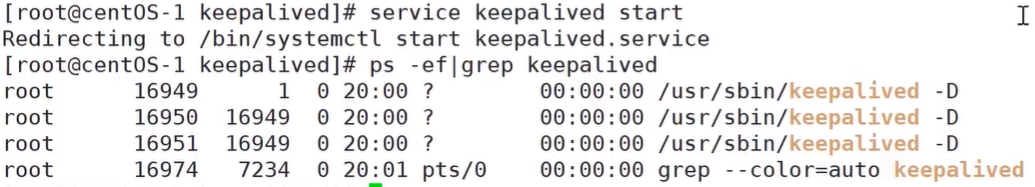 [root@centOS-1 keepalived]# service keepalived start
Redirecting to /bin/systemctl start keepalived.service
[root@centOS-1 keepalived]# ps -ef|grep keepalived
root      16949      1  0 20:00 ?        00:00:00 /usr/sbin/keepalived -D
root      16950  16949  0 20:00 ?        00:00:00 /usr/sbin/keepalived -D
root      16951  16949  0 20:00 ?        00:00:00 /usr/sbin/keepalived -D
root      16974   7234  0 20:01 pts/0    00:00:00 grep --color=auto keepalived